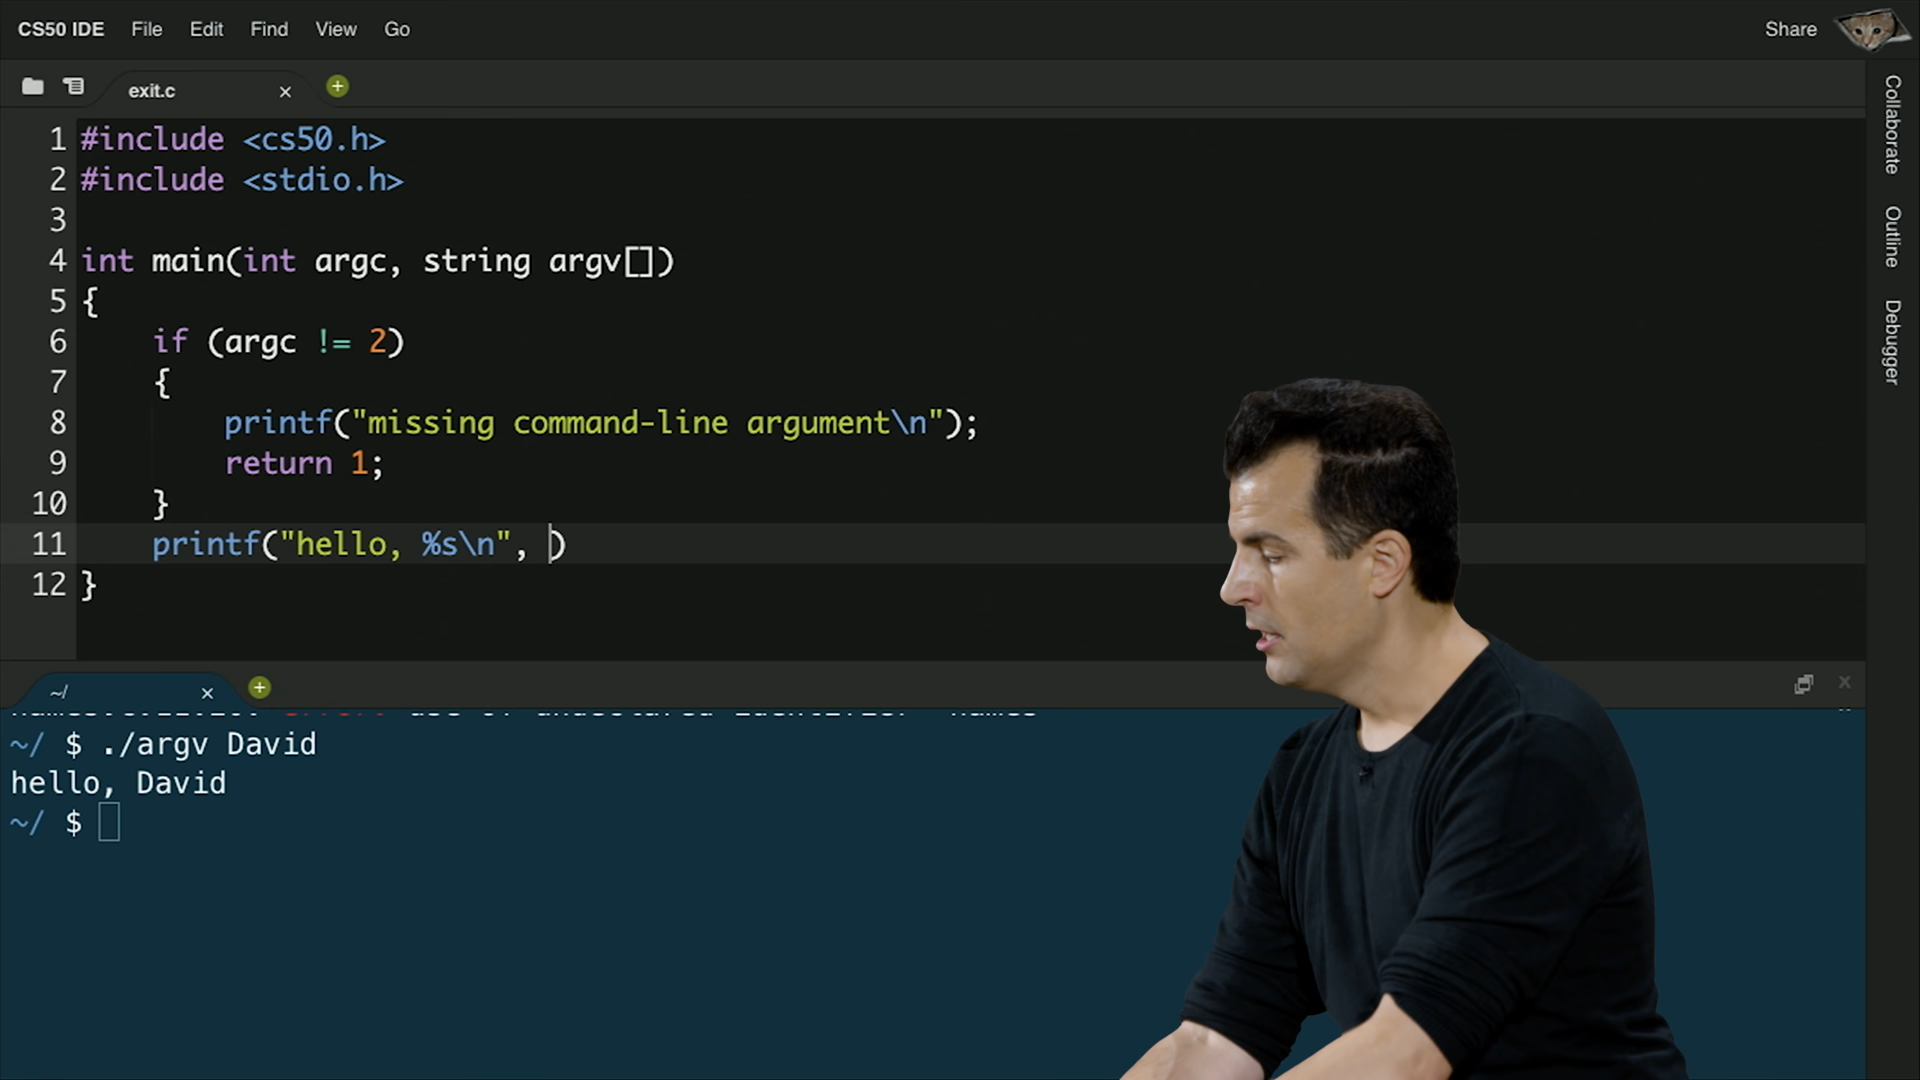 CS50 IDE File Edit Find View Go Share
exit.c
1 #include <cs50.h>
2 #include <stdio.h>
3
4 int main(int argc, string argv[])
5 {
6 if (argc != 2)
7 {
8 printf("missing command-line argument\n");
9 return 1;
10 }
11 printf("hello, %s\n", )
12 }
Collaborate
Outline
Debugger
~/
~/ $ ./argv David
hello, David
~/ $